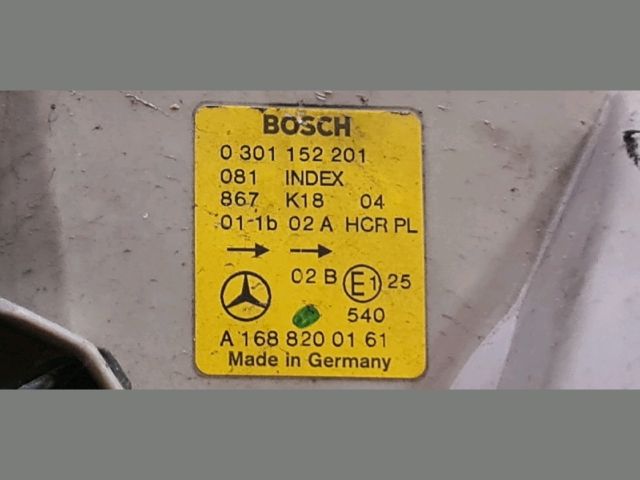 BOSCH
0 301 152 201
081 INDEX
867 K18 04
01-1b 02 A HCR PL
02 B E1 25
540
A 168 820 01 61
Made in Germany